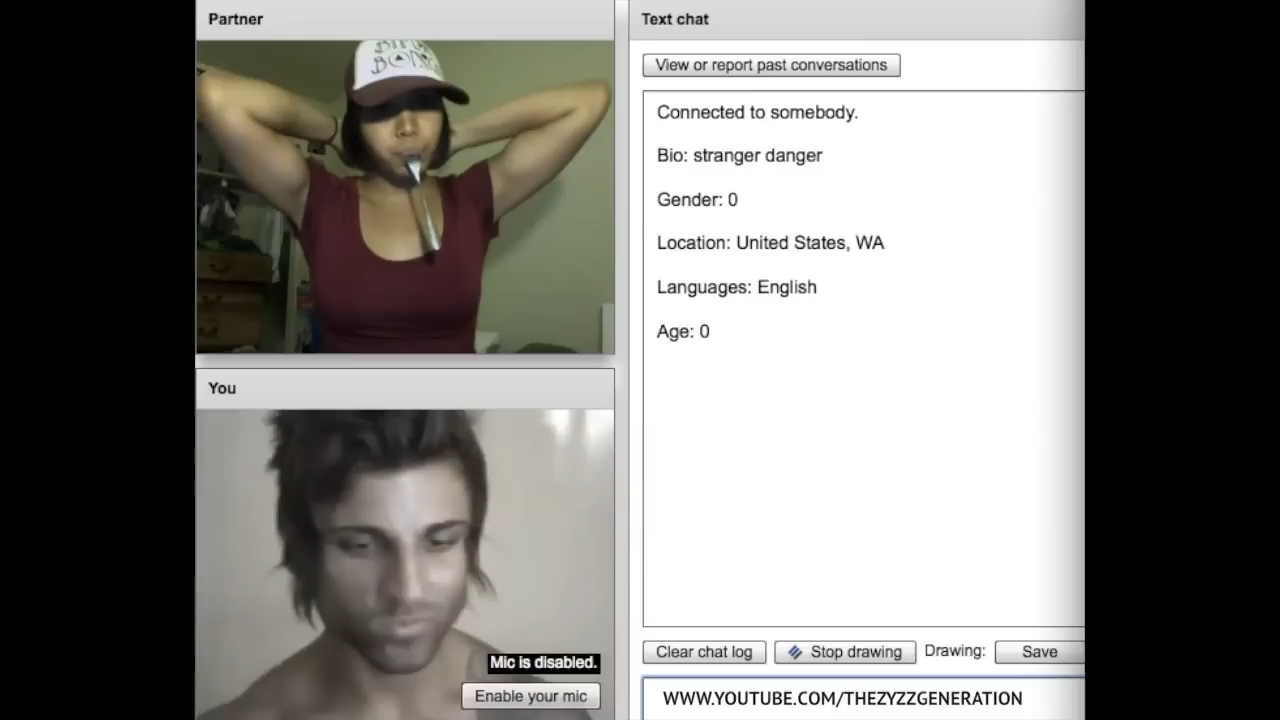 Partner
Text chat
View or report past conversations
Connected to somebody.
Bio: stranger danger
Gender: 0
Location: United States, WA
Languages: English
Age: 0
You
Mic is disabled.
Enable your mic
Clear chat log
Stop drawing
Drawing:
Save
WWW.YOUTUBE.COM/THEZYZZGENERATION